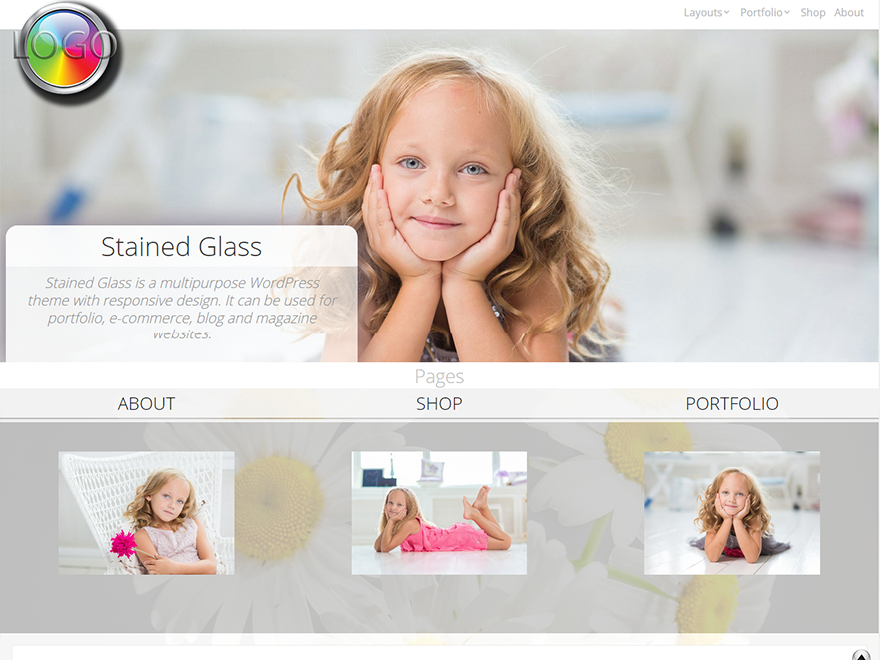 Layouts Portfolio Shop About
LOGO
Stained Glass
Stained Glass is a multipurpose WordPress
theme with responsive design. It can be used for
portfolio, e-commerce, blog and magazine
websites.
Pages
ABOUT SHOP PORTFOLIO